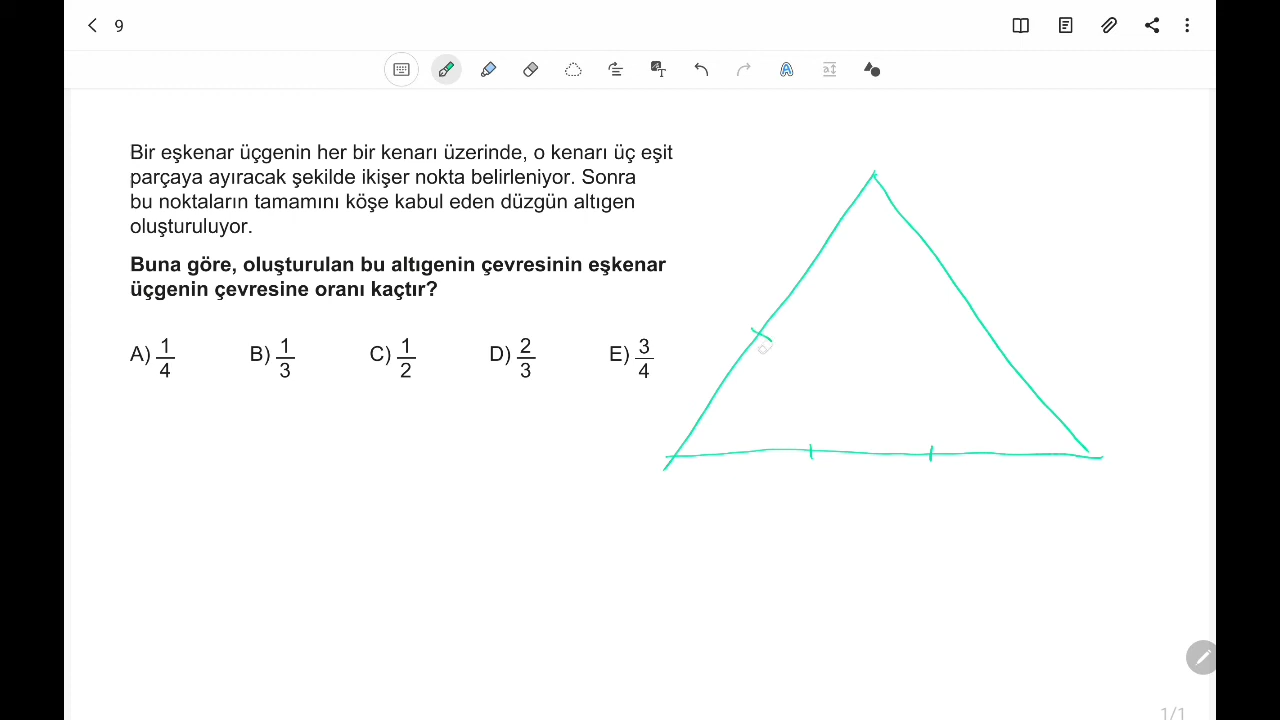 9
Bir eşkenar üçgenin her bir kenarı üzerinde, o kenarı üç eşit
parçaya ayıracak şekilde ikişer nokta belirleniyor. Sonra
bu noktaların tamamını köşe kabul eden düzgün altıgen
oluşturuluyor.
Buna göre, oluşturulan bu altıgenin çevresinin eşkenar
üçgenin çevresine oranı kaçtır?
A) 1/4 B) 1/3 C) 1/2 D) 2/3 E) 3/4
1/1